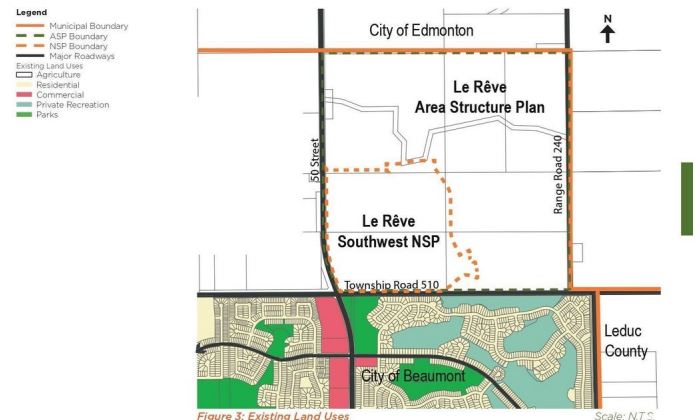 Legend
Municipal Boundary
ASP Boundary
NSP Boundary
Major Roadways
Existing Land Uses
Agriculture
Residential
Commercial
Private Recreation
Parks
City of Edmonton
N
Le Rêve
Area Structure Plan
50 Street
Range Road 240
Le Rêve
Southwest NSP
Township Road 510
Leduc
County
City of Beaumont
Figure 3: Existing Land Uses
Scale: N.T.S.